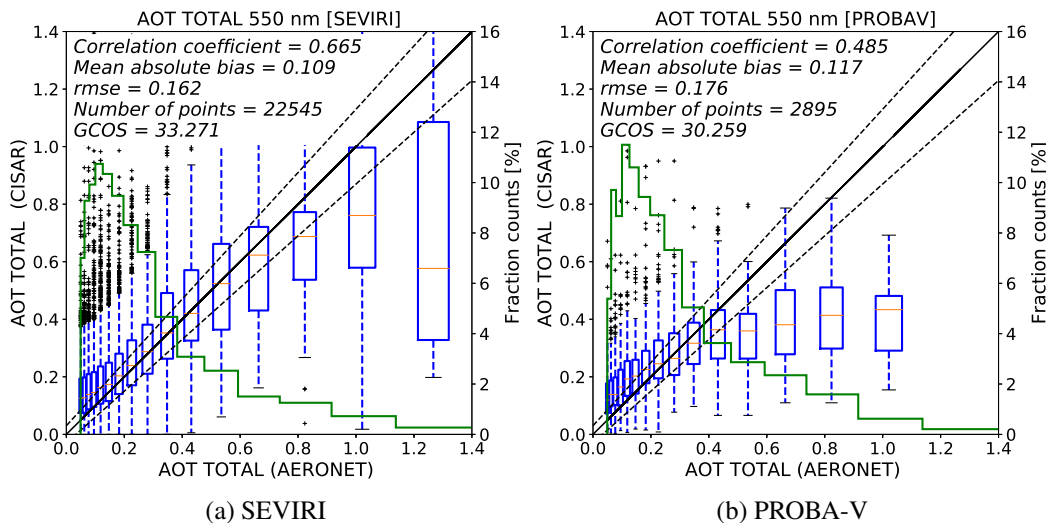 AOT TOTAL 550 nm [SEVIRI]
Correlation coefficient = 0.665
Mean absolute bias = 0.109
rmse = 0.162
Number of points = 22545
GCOS = 33.271
AOT TOTAL (CISAR)
1.4
1.2
1.0
0.8
0.6
0.4
0.2
0.0
0.0 0.2 0.4 0.6 0.8 1.0 1.2 1.4
AOT TOTAL (AERONET)
16
14
12
10
8
6
4
2
0
Fraction counts [%]
(a) SEVIRI
AOT TOTAL 550 nm [PROBAV]
Correlation coefficient = 0.485
Mean absolute bias = 0.117
rmse = 0.176
Number of points = 2895
GCOS = 30.259
AOT TOTAL (CISAR)
1.4
1.2
1.0
0.8
0.6
0.4
0.2
0.0
0.0 0.2 0.4 0.6 0.8 1.0 1.2 1.4
AOT TOTAL (AERONET)
16
14
12
10
8
6
4
2
0
Fraction counts [%]
(b) PROBA-V